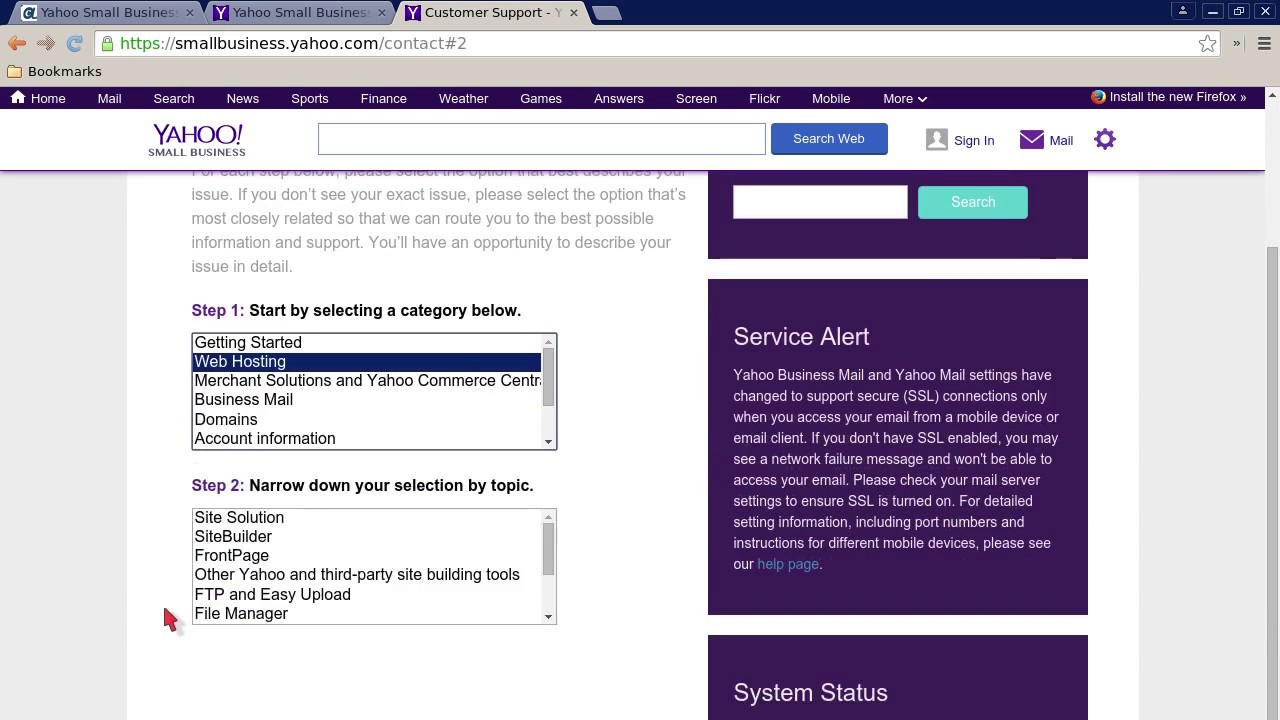 Yahoo Small Business
Yahoo Small Business
Customer Support - Y
https://smallbusiness.yahoo.com/contact#2
Bookmarks
Home Mail Search News Sports Finance Weather Games Answers Screen Flickr Mobile More
Install the new Firefox »
YAHOO!
SMALL BUSINESS
Search Web
Sign In
Mail
For each step below, please select the option that best describes your
issue. If you don’t see your exact issue, please select the option that’s
most closely related so that we can route you to the best possible
information and support. You’ll have an opportunity to describe your
issue in detail.
Step 1: Start by selecting a category below.
Getting Started
Web Hosting
Merchant Solutions and Yahoo Commerce Centr
Business Mail
Domains
Account information
Step 2: Narrow down your selection by topic.
Site Solution
SiteBuilder
FrontPage
Other Yahoo and third-party site building tools
FTP and Easy Upload
File Manager
Search
Service Alert
Yahoo Business Mail and Yahoo Mail settings have
changed to support secure (SSL) connections only
when you access your email from a mobile device or
email client. If you don't have SSL enabled, you may
see a network failure message and won't be able to
access your email. Please check your mail server
settings to ensure SSL is turned on. For detailed
setting information, including port numbers and
instructions for different mobile devices, please see
our help page.
System Status